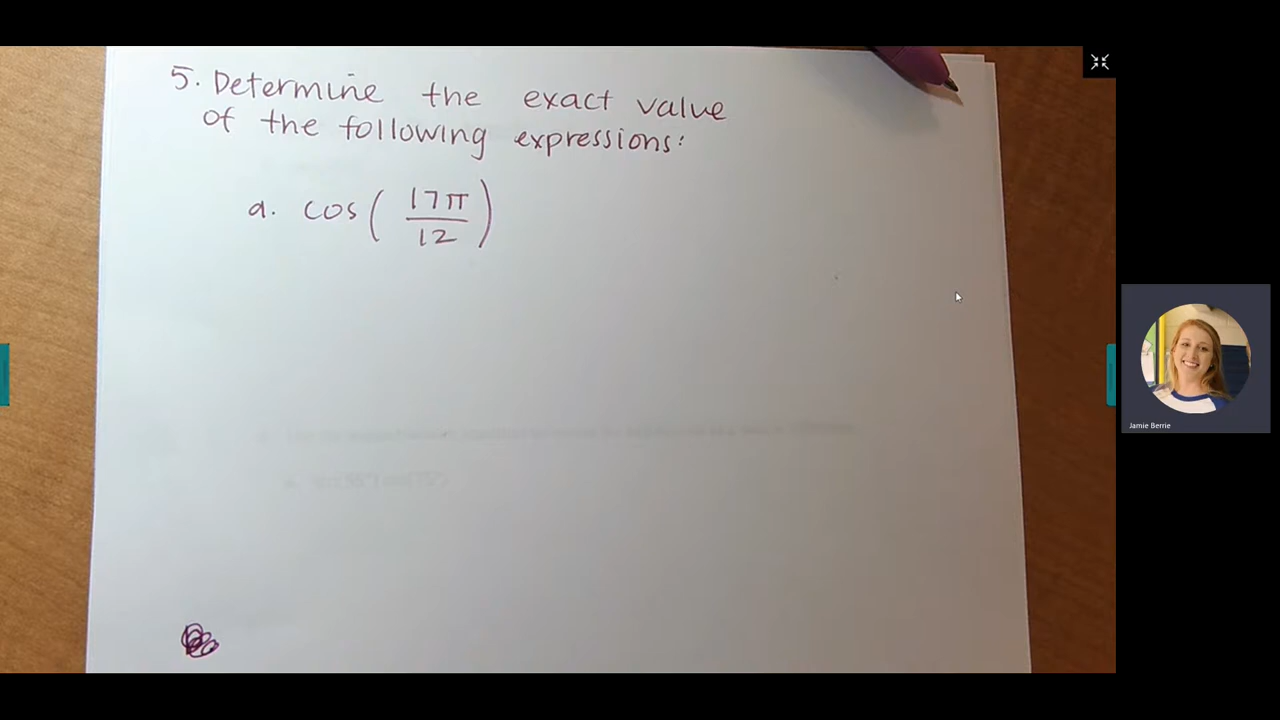 5. Determine the exact value
of the following expressions:
a. cos(17π/12)
Jamie Berrie